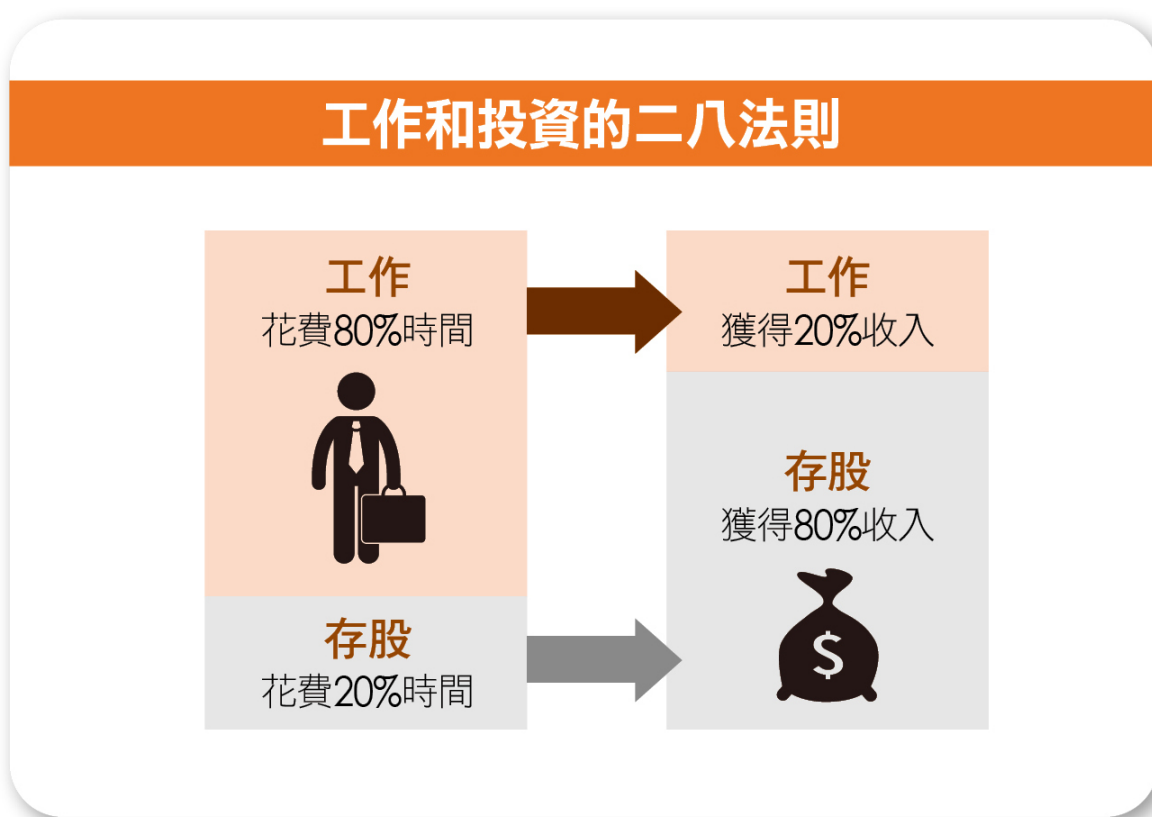 工作和投資的二八法則
工作
花費80%時間
存股
花費20%時間
工作
獲得20%收入
存股
獲得80%收入
$